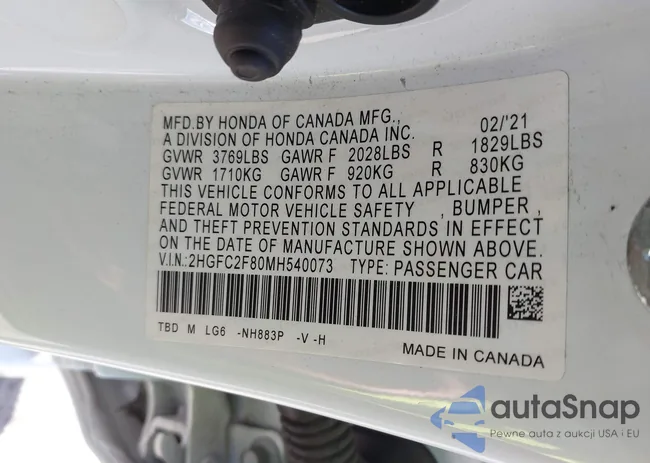 MFD.BY HONDA OF CANADA MFG., 02/'21
A DIVISION OF HONDA CANADA INC.
GVWR 3769LBS GAWR F 2028LBS R 1829LBS
GVWR 1710KG GAWR F 920KG R 830KG
THIS VEHICLE CONFORMS TO ALL APPLICABLE
FEDERAL MOTOR VEHICLE SAFETY , BUMPER ,
AND THEFT PREVENTION STANDARDS IN EFFECT
ON THE DATE OF MANUFACTURE SHOWN ABOVE.
V.I.N.: 2HGFC2F80MH540073 TYPE: PASSENGER CAR
TBD M LG6 -NH883P -V -H
MADE IN CANADA
autaSnap
Pewne auta z aukcji USA i EU